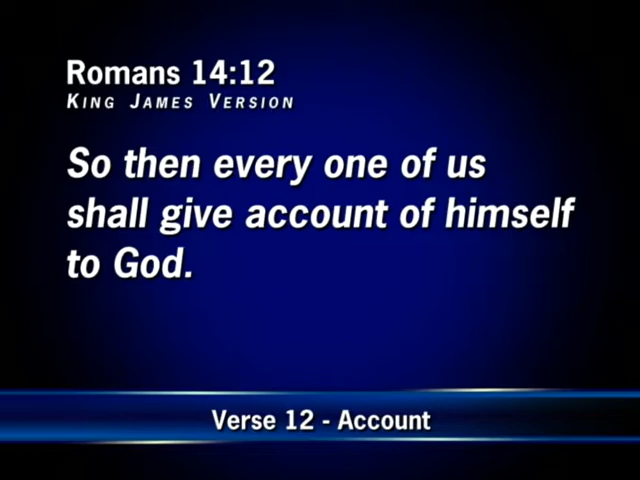 Romans 14:12
King James Version
So then every one of us
shall give account of himself
to God.
Verse 12 - Account